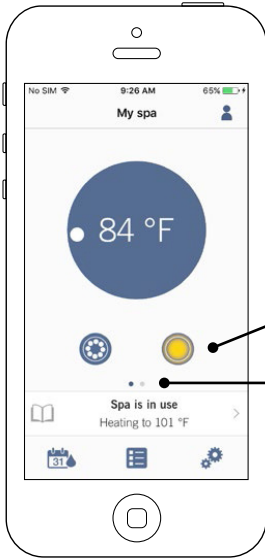 No SIM 9:26 AM 65%
My spa
84 °F
Spa is in use
Heating to 101 °F
31